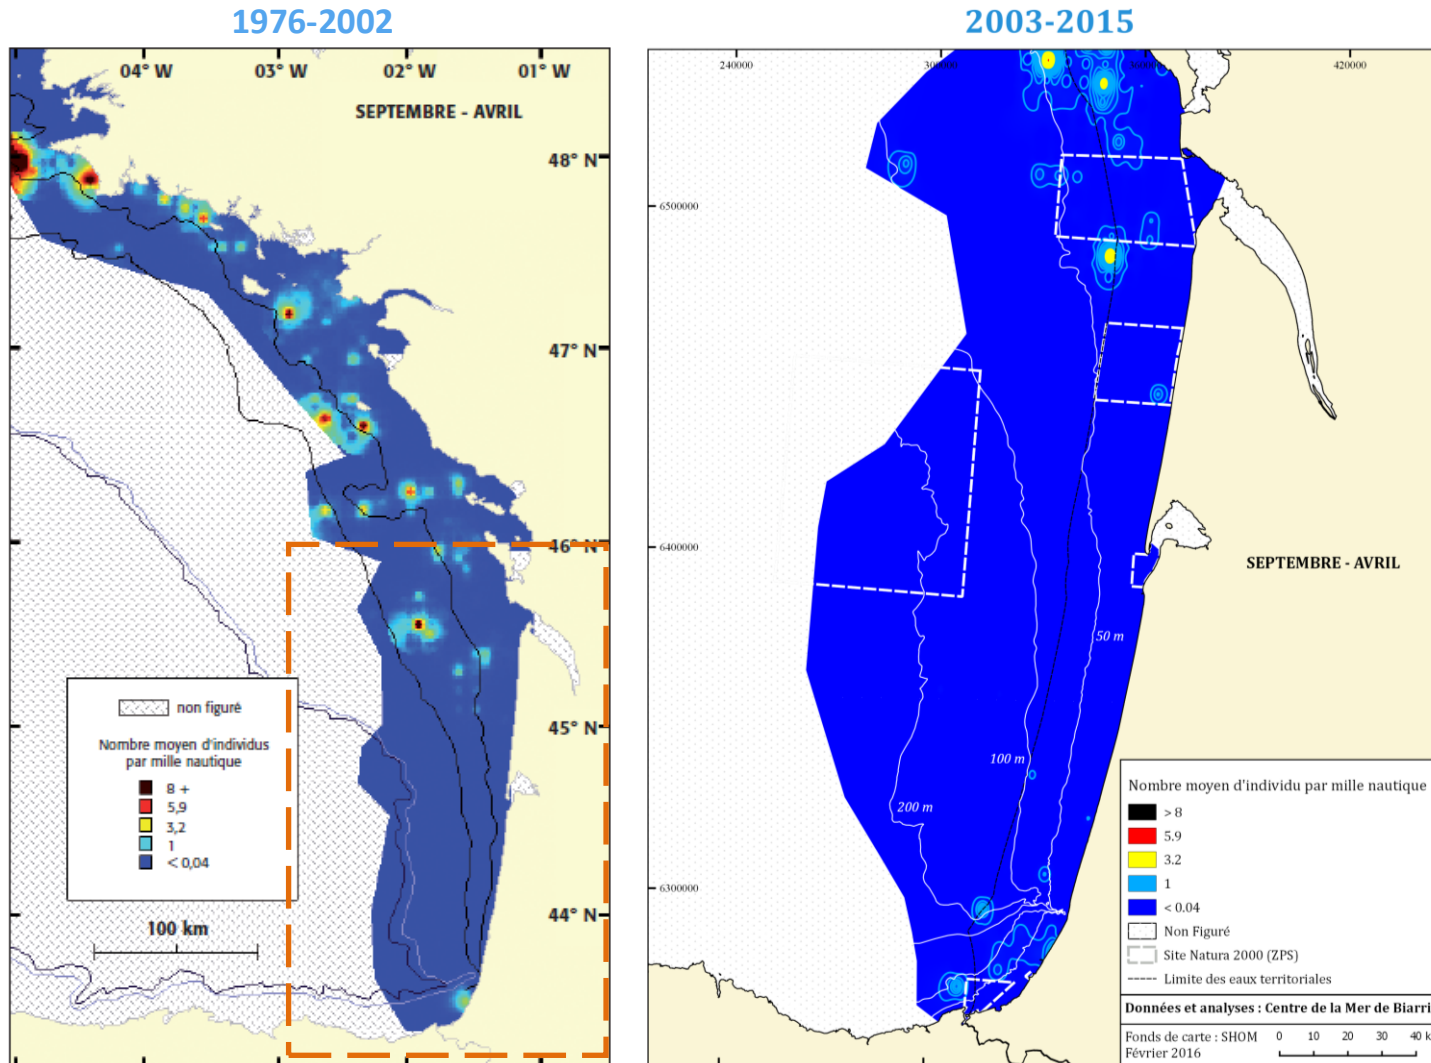 1976-2002
2003-2015
04° W
03° W
02° W
01° W
SEPTEMBRE - AVRIL
48° N
47° N
46° N
45° N
44° N
non figuré
Nombre moyen d'individus
par mille nautique
8 +
5,9
3,2
1
< 0,04
100 km
240000
420000
6500000
6400000
6300000
SEPTEMBRE - AVRIL
50 m
100 m
200 m
Nombre moyen d'individu par mille nautique
> 8
5.9
3.2
1
< 0.04
Non Figuré
Site Natura 2000 (ZPS)
Limite des eaux territoriales
Données et analyses : Centre de la Mer de Biarri
Fonds de carte : SHOM
Février 2016
0 10 20 30 40 k